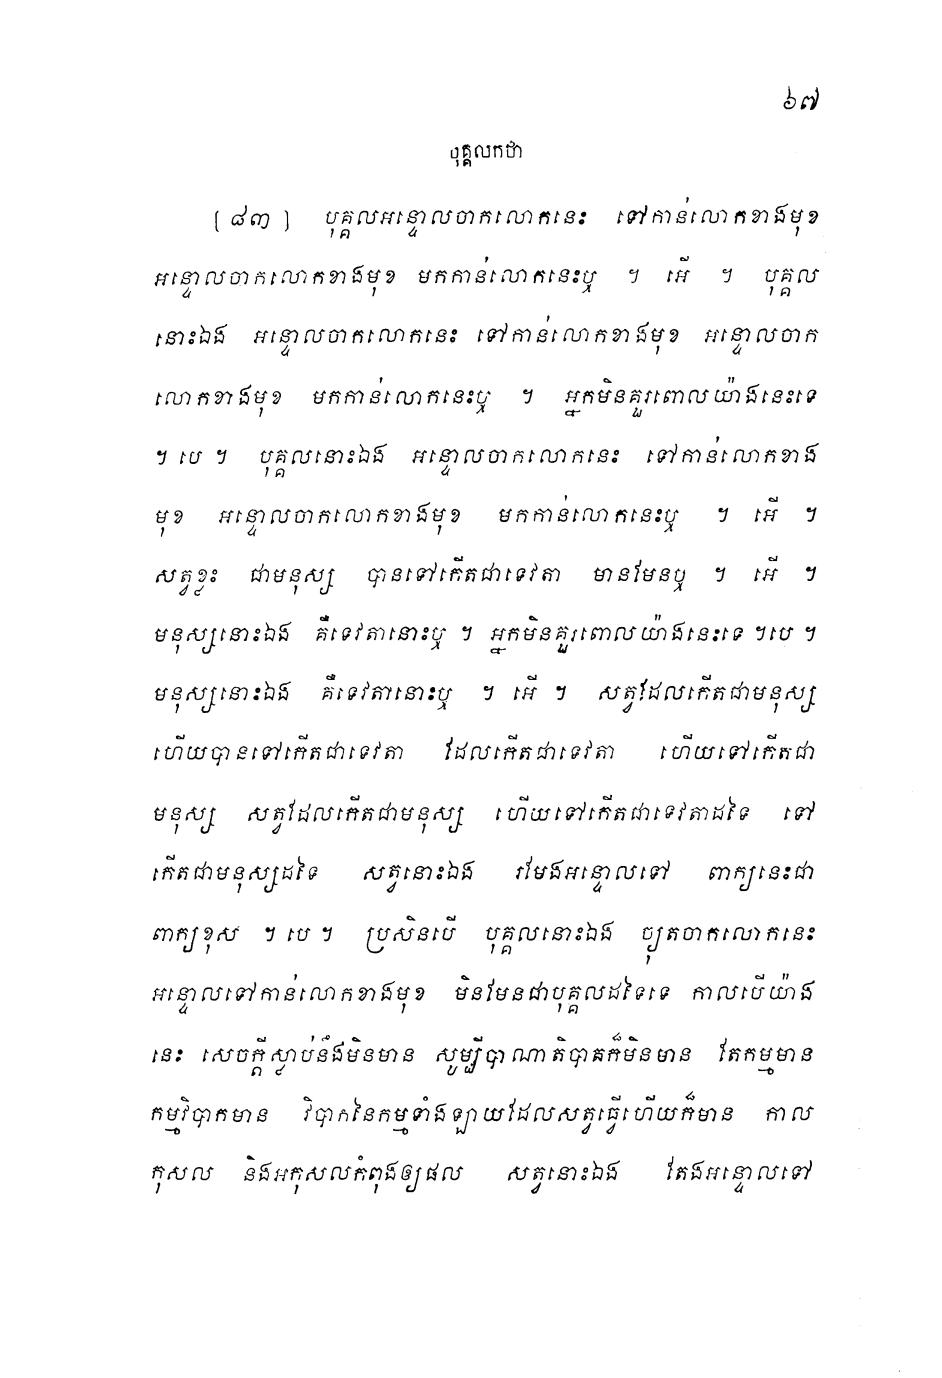 ៦៧
បុគ្គលកថា
[ ៨៣ ] បុគ្គលអន្ទោលចាកលោកនេះ ទៅកាន់លោកខាងមុខ
អន្ទោលចាកលោកខាងមុខ មកកាន់លោកនេះឬ ។ អើ ។ បុគ្គល
នោះឯង អន្ទោលចាកលោកនេះ ទៅកាន់លោកខាងមុខ អន្ទោលចាក
លោកខាងមុខ មកកាន់លោកនេះឬ ។ អ្នកមិនគួរពោលយ៉ាងនេះទេ
។ បេ ។ បុគ្គលនោះឯង អន្ទោលចាកលោកនេះ ទៅកាន់លោកខាង
មុខ អន្ទោលចាកលោកខាងមុខ មកកាន់លោកនេះឬ ។ អើ ។
សត្វខ្លះ ជាមនុស្ស បានទៅកើតជាទេវតា មានមែនឬ ។ អើ ។
មនុស្សនោះឯង គឺទេវតានោះឬ ។ អ្នកមិនគួរពោលយ៉ាងនេះទេ ។បេ ។
មនុស្សនោះឯង គឺទេវតានោះឬ ។ អើ ។ សត្វដែលកើតជាមនុស្ស
ហើយបានទៅកើតជាទេវតា ដែលកើតជាទេវតា ហើយទៅកើតជា
មនុស្ស សត្វដែលកើតជាមនុស្ស ហើយទៅកើតជាទេវតាដទៃ ទៅ
កើតជាមនុស្សដទៃ សត្វនោះឯង រមែងអន្ទោលទៅ ពាក្យនេះជា
ពាក្យខុស ។ បេ ។ ប្រសិនបើ បុគ្គលនោះឯង ច្យុតចាកលោកនេះ
អន្ទោលទៅកាន់លោកខាងមុខ មិនមែនជាបុគ្គលដទៃទេ កាលបើយ៉ាង
នេះ សេចក្តីស្លាប់នឹងមិនមាន សូម្បីបាណាតិបាតក៏មិនមាន តែកម្មមាន
កម្មវិបាកមាន វិបាកនៃកម្មទាំងឡាយដែលសត្វធ្វើហើយក៏មាន កាល
កុសល និងអកុសលកំពុងឲ្យផល សត្វនោះឯង តែងអន្ទោលទៅ